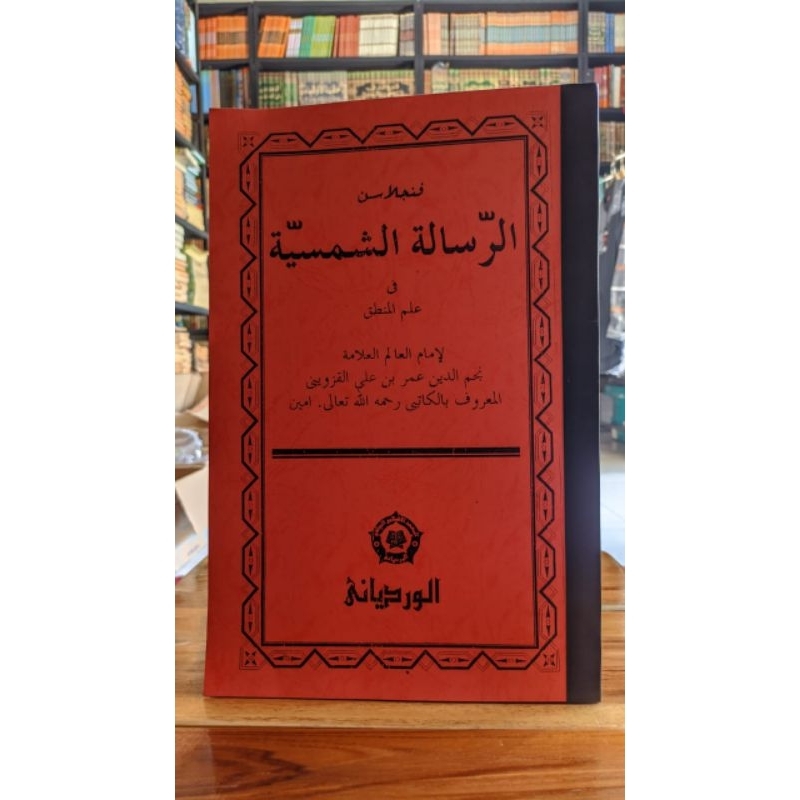 فنجلاسن
الرّسالة الشمسيّة
فى
علم المنطق
لإمام العالم العلامة
نجم الدين عمر بن علي القزويني
المعروف بالكاتبي رحمه الله تعالى. امين
الورديانى